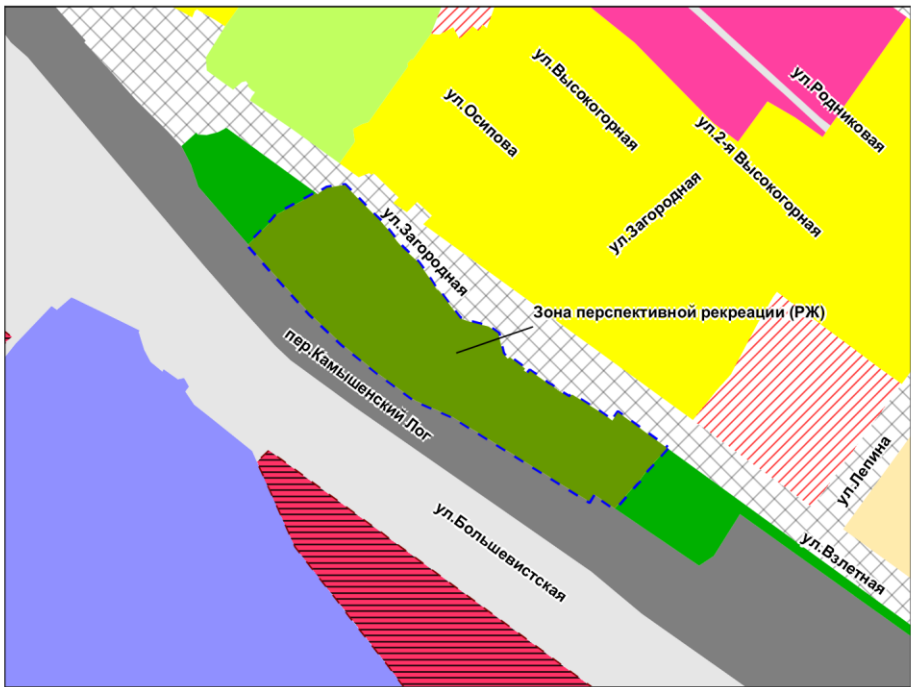 ул.Высокогорная
ул.Родниковая
ул.Осипова
ул.2-я Высокогорная
ул.Загородная
ул.Загородная
Зона перспективной рекреации (РЖ)
пер.Камышенский Лог
ул.Лепина
ул.Большевистская
ул.Взлетная